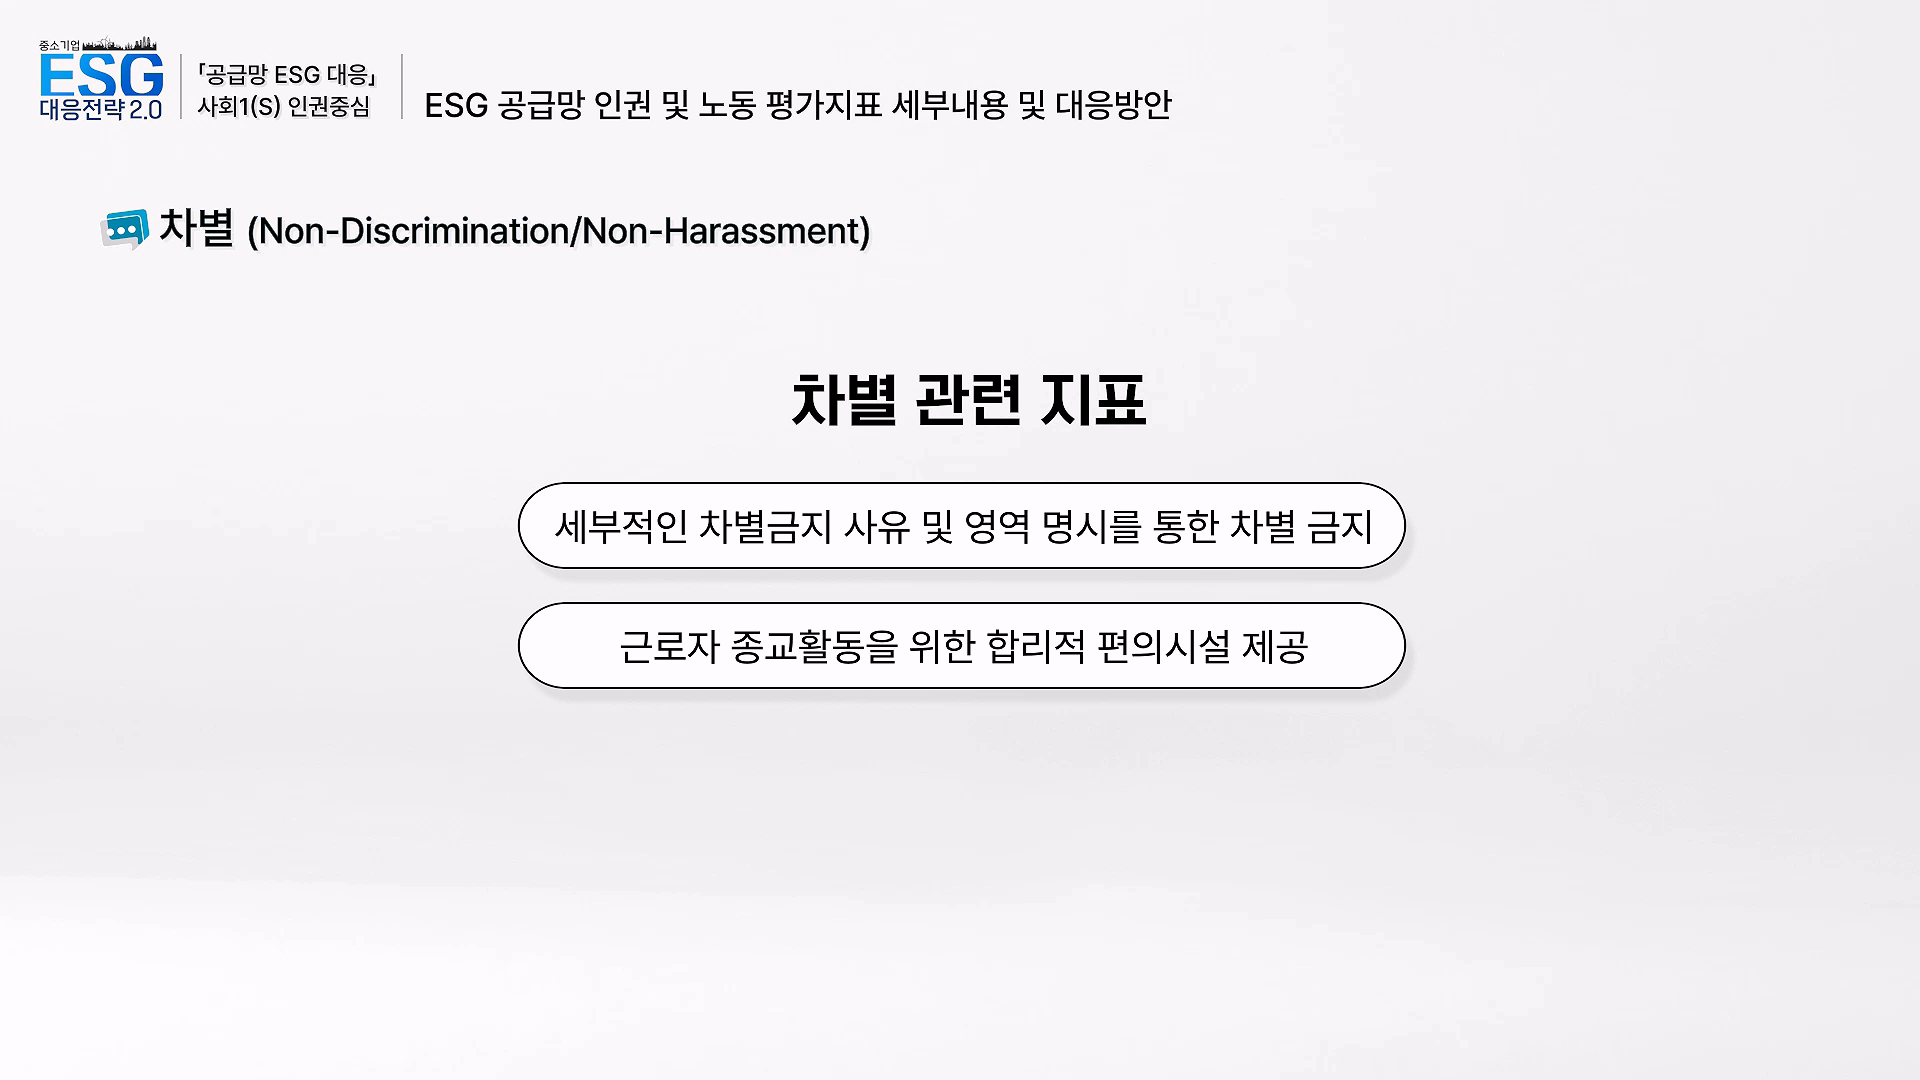 중소기업
ESG
대응전략 2.0
「공급망 ESG 대응」
사회1(S) 인권중심
ESG 공급망 인권 및 노동 평가지표 세부내용 및 대응방안
차별 (Non-Discrimination/Non-Harassment)
차별 관련 지표
세부적인 차별금지 사유 및 영역 명시를 통한 차별 금지
근로자 종교활동을 위한 합리적 편의시설 제공